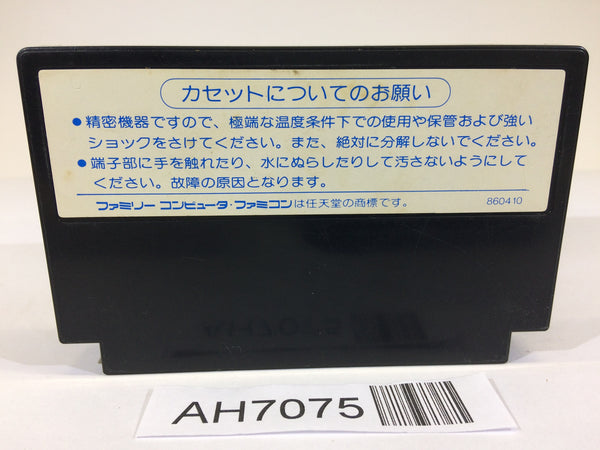 カセットについてのお願い
●精密機器ですので、極端な温度条件下での使用や保管および強い
ショックをさけてください。また、絶対に分解しないでください。
●端子部に手を触れたり、水にぬらしたりして汚さないようにして
ください。故障の原因となります。
ファミリー コンピュータ・ファミコンは任天堂の商標です。 860410
AH7075